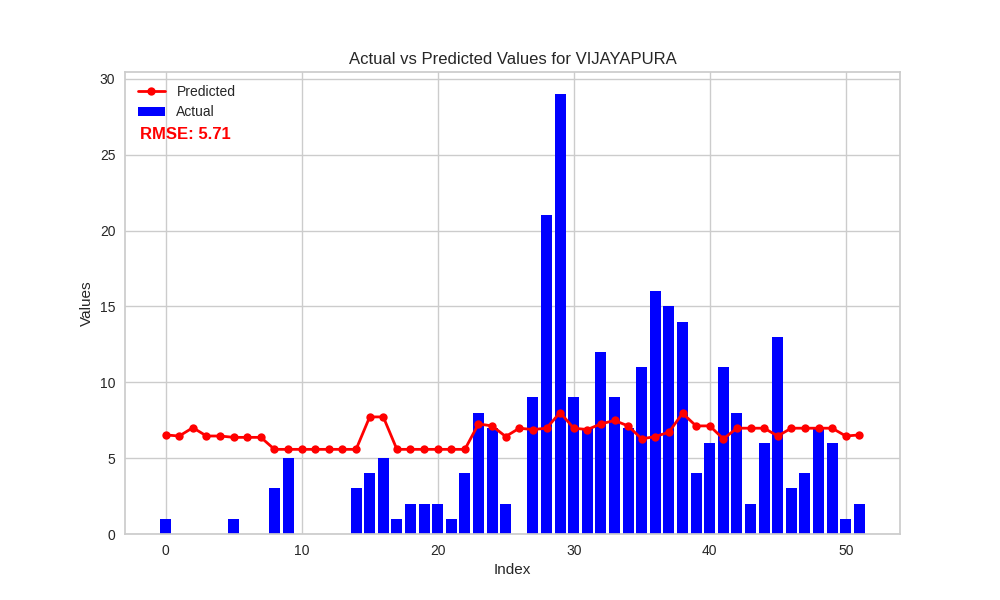 Actual vs Predicted Values for VIJAYAPURA
Predicted
Actual
RMSE: 5.71
Values
30
25
20
15
10
5
0
0 10 20 30 40 50
Index